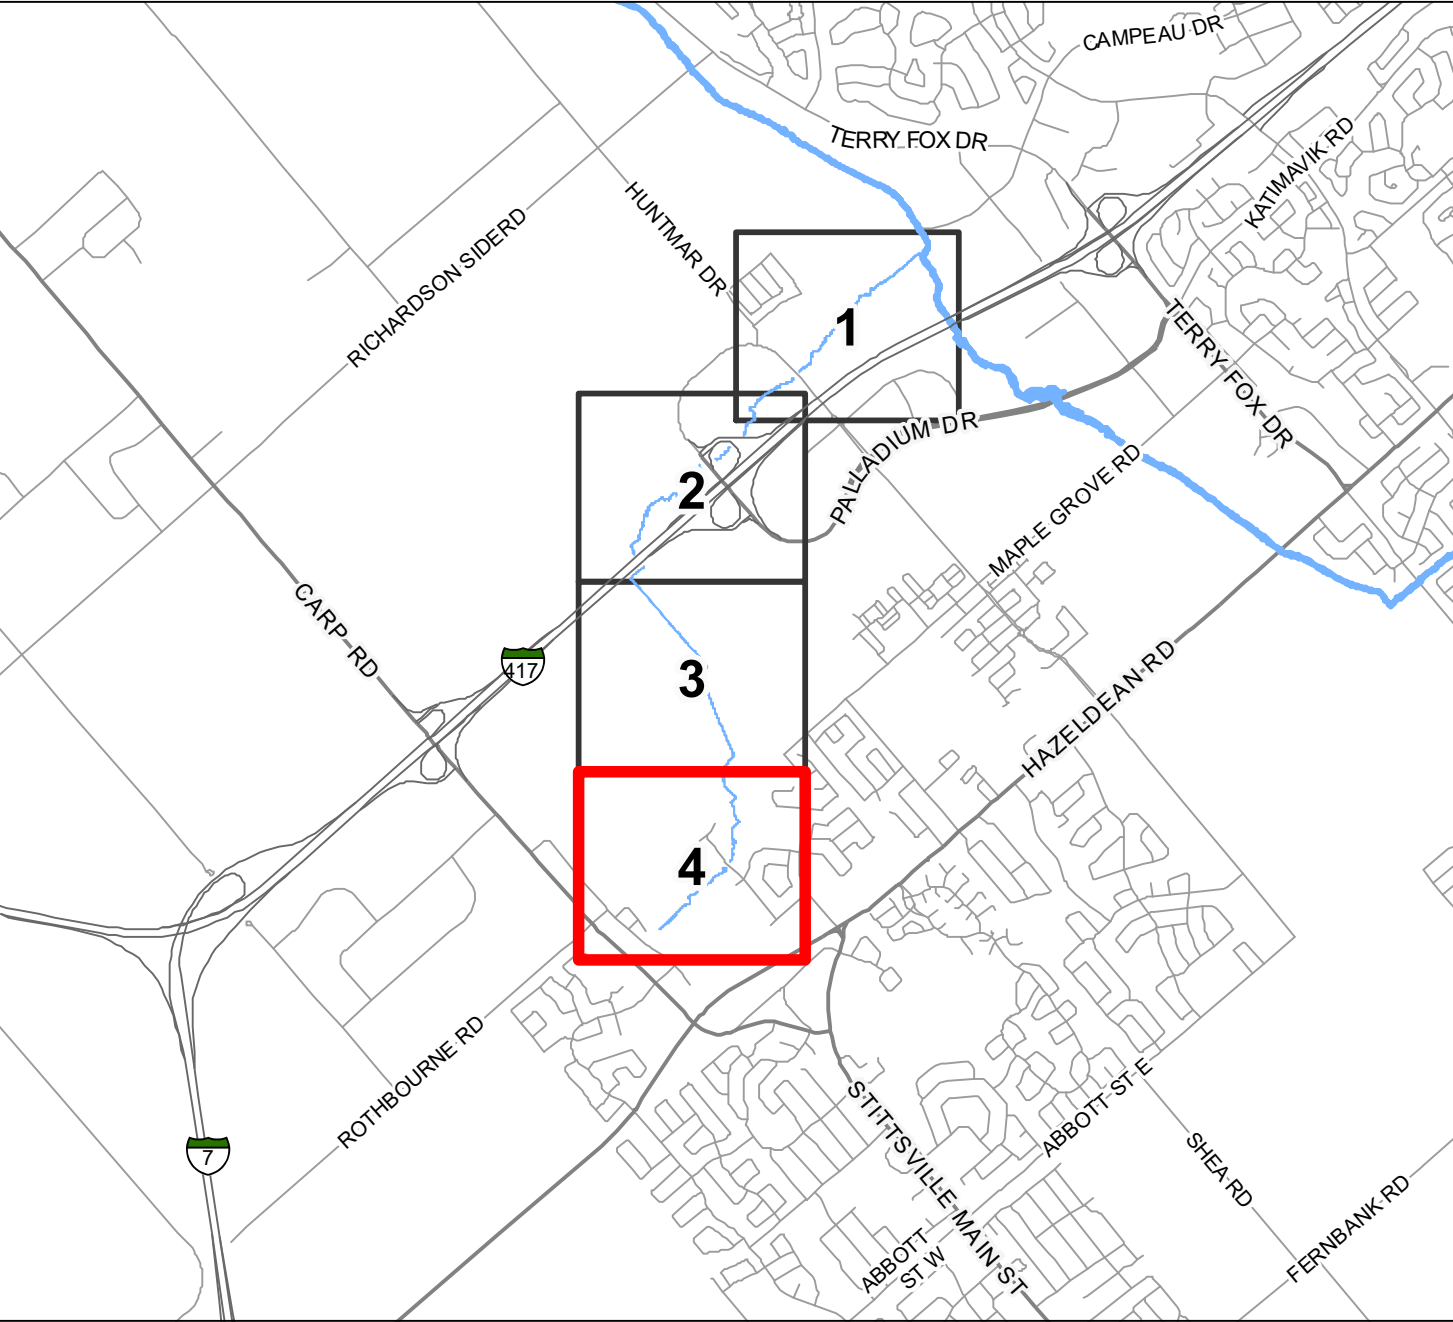 CAMPEAU DR
TERRY FOX DR
KATIMAVIK RD
HUNTMAR DR
RICHARDSON SIDERD
1
TERRY FOX DR
PALLADIUM DR
MAPLE GROVE RD
2
CARP RD
417
3
HAZELDEAN RD
4
ROTHBOURNE RD
7
STITTSVILLE MAIN ST
ABBOTT ST E
SHEA RD
FERNBANK RD
ABBOTT
ST W